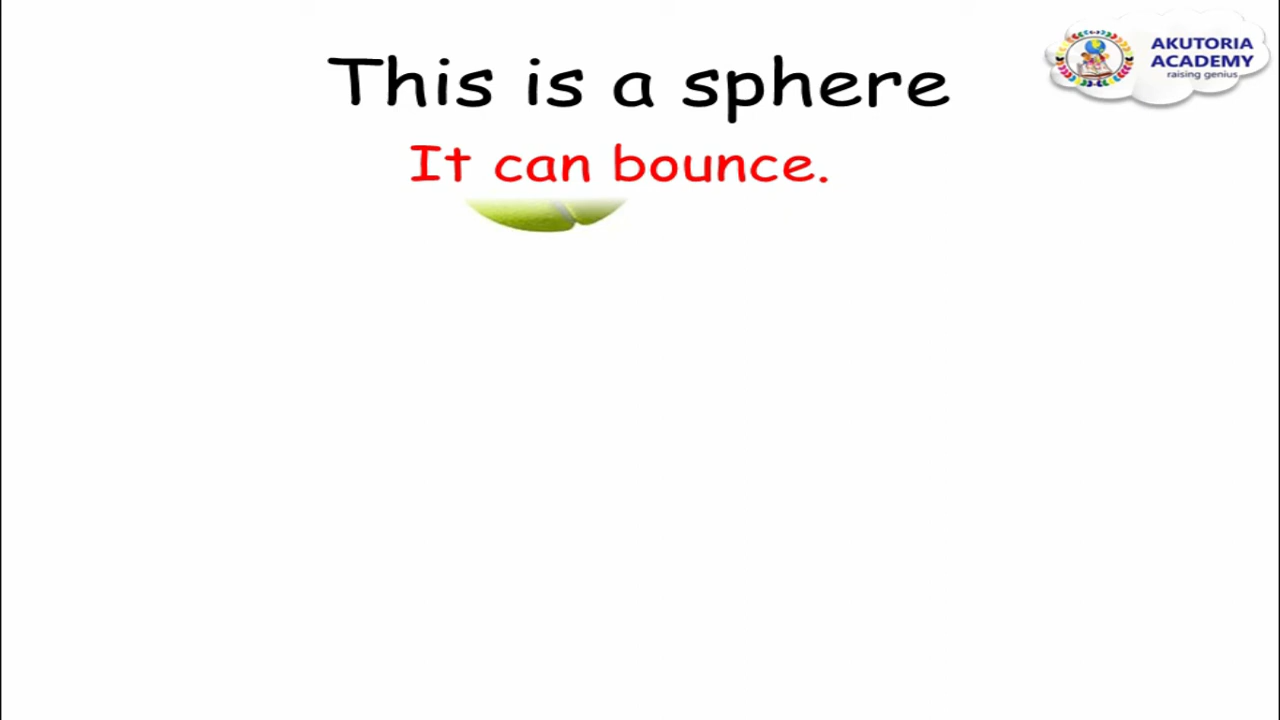 This is a sphere
It can bounce.
AKUTORIA
ACADEMY
raising genius